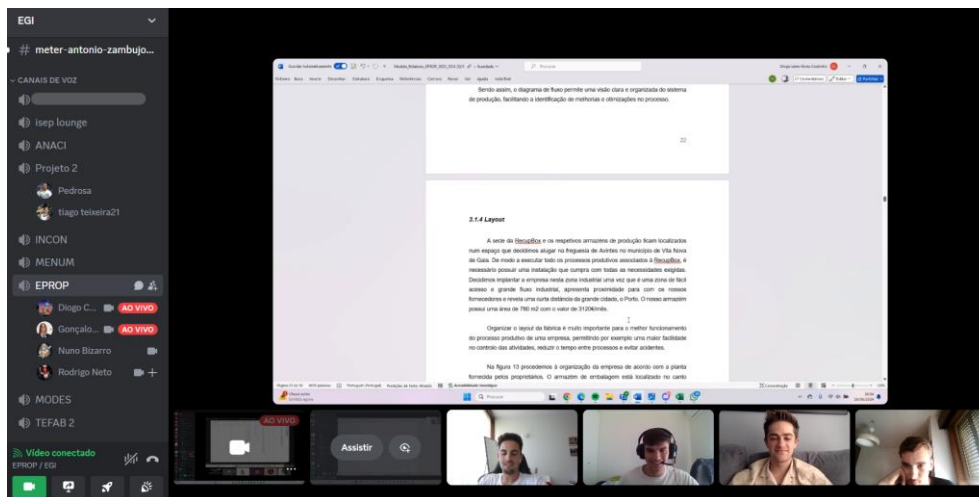 EGI
# meter-antonio-zambujo...
CANAIS DE VOZ
isep lounge
ANACI
Projeto 2
Pedrosa
tiago teixeira21
INCON
MENUM
EPROP
Diogo C... AO VIVO
Gonçalo... AO VIVO
Nuno Bizarro
Rodrigo Neto
MODES
TEFAB 2
Vídeo conectado
EPROP / EGI
Procurar
Sendo assim, o diagrama de fluxo permite uma visão clara e organizada do sistema
de produção, facilitando a identificação de melhorias e otimizações no processo.
22
3.1.4 Layout
A sede da RecupBox e os respetivos armazéns de produção ficam localizados
num espaço que decidimos alugar na freguesia de Avintes no município de Vila Nova
de Gaia. De modo a executar todo os processos produtivos associados à RecupBox, é
necessário possuir uma instalação que cumpra com todas as necessidades exigidas.
Decidimos implantar a empresa nesta zona industrial uma vez que é uma zona de fácil
acesso e grande fluxo industrial, apresenta proximidade para com os nossos
fornecedores e revela uma curta distância da grande cidade, o Porto. O nosso armazém
possui uma área de 780 m2 com o valor de 3120€/mês.
Organizar o layout da fábrica é muito importante para o melhor funcionamento
do processo produtivo de uma empresa, permitindo por exemplo uma maior facilidade
no controlo das atividades, reduzir o tempo entre processos e evitar acidentes.
Na figura 13 procedemos à organização da empresa de acordo com a planta
fornecida pelos proprietários. O armazém de embalagem está localizado no canto
Procurar
AO VIVO
Assistir